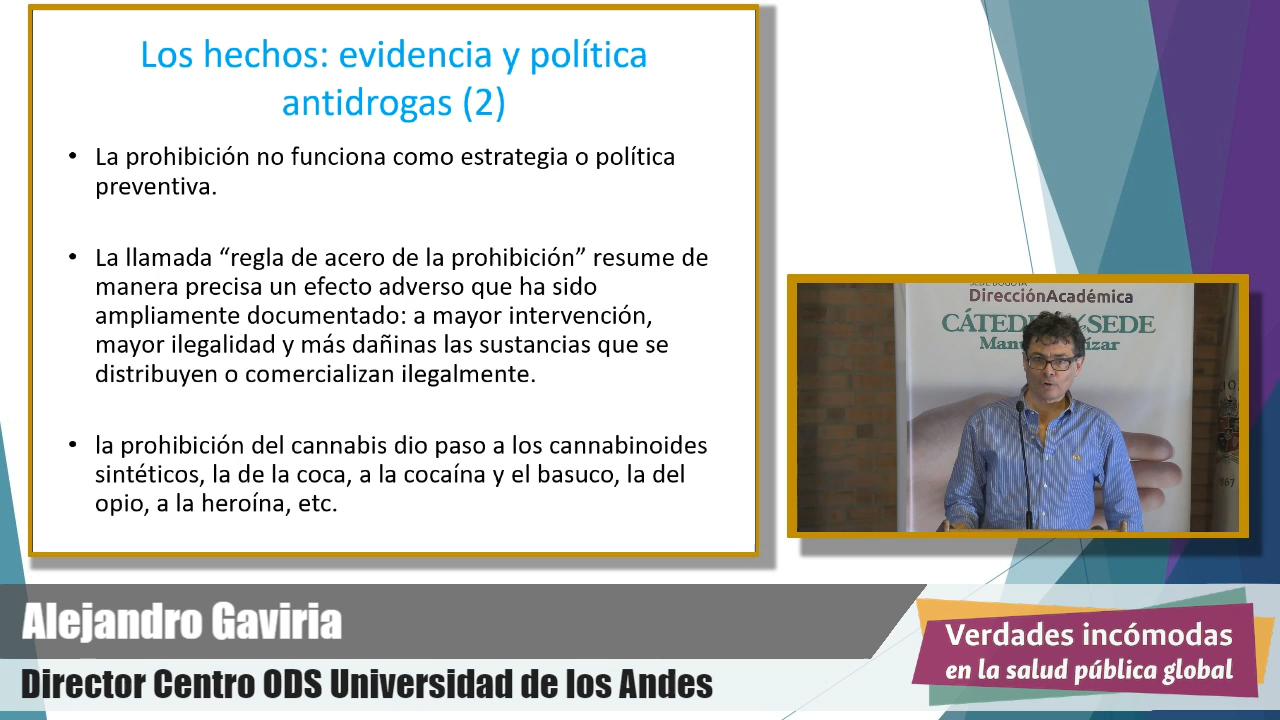 Los hechos: evidencia y política
antidrogas (2)
• La prohibición no funciona como estrategia o política
preventiva.
• La llamada “regla de acero de la prohibición” resume de
manera precisa un efecto adverso que ha sido
ampliamente documentado: a mayor intervención,
mayor ilegalidad y más dañinas las sustancias que se
distribuyen o comercializan ilegalmente.
• la prohibición del cannabis dio paso a los cannabinoides
sintéticos, la de la coca, a la cocaína y el basuco, la del
opio, a la heroína, etc.
SEDE BOGOTÁ
DirecciónAcadémica
SEDE
Alejandro Gaviria
Director Centro ODS Universidad de los Andes
Verdades incómodas
en la salud pública global